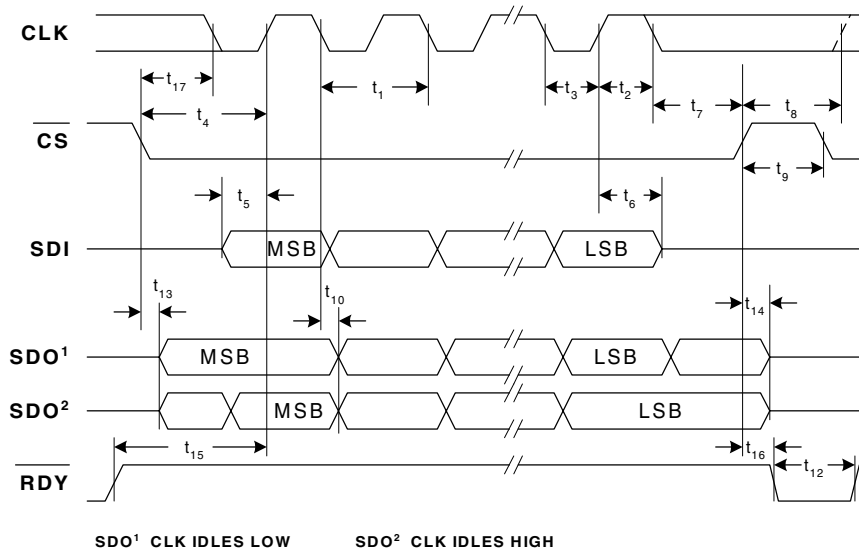 CLK
t17
t1
t3
t2
t4
t7
t8
CS
t9
t5
t6
SDI
MSB
LSB
t13
t10
t14
SDO¹
MSB
LSB
SDO²
MSB
LSB
t15
t16
t12
RDY
SDO¹ CLK IDLES LOW
SDO² CLK IDLES HIGH